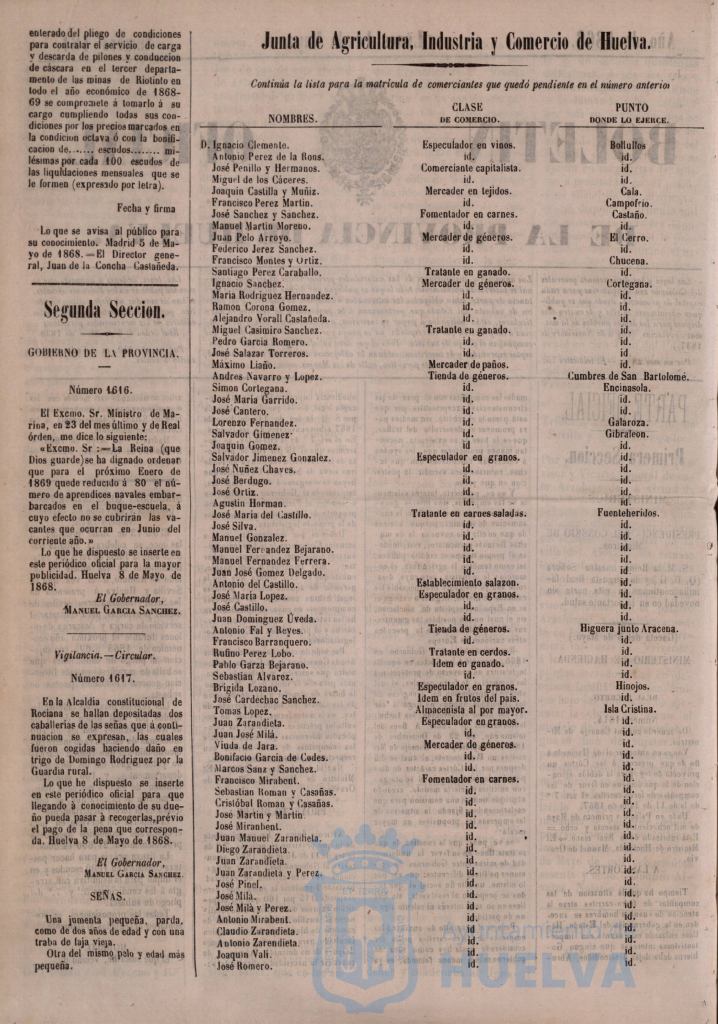 enterado del pliego de condiciones
para contratar el servicio de carga
y descarda de pilones y conduccion
de cáscara en el tercer departa-
mento de las minas de Riotinto en
todo el año económico de 1868-
69 se compromete á tomarlo á su
cargo cumpliendo todas sus con-
diciones por los precios marcados en
la condicion octava ó con la bonifi-
cacion de....... escudos........ mi-
lésimas por cada 100 escudos de
las liquidaciones mensuales que se
le formen (expresado por letra).
Fecha y firma
Lo que se avisa al público para
su conocimiento. Madrid 5 de Ma-
yo de 1868.—El Director gene-
ral, Juan de la Concha Castañeda.
Segunda Seccion.
GOBIERNO DE LA PROVINCIA.
Número 1616.
El Excmo. Sr. Ministro de Ma-
rina, en 23 del mes último y de Real
órden, me dice lo siguiente:
«Excmo. Sr :—La Reina (que
Dios guarde) se ha dignado ordenar
que para el próximo Enero de
1869 quede reducido á 80 el nú-
mero de aprendices navales embar-
barcados en el buque-escuela, á
cuyo efecto no se cubrirán las va-
cantes que ocurran en Junio del
corriente año.»
Lo que he dispuesto se inserte en
este periódico oficial para la mayor
publicidad. Huelva 8 de Mayo de
1868.
El Gobernador,
MANUEL GARCIA SANCHEZ.
Vigilancia.—Circular.
Número 1617.
En la Alcaldia constitucional de
Rociana se hallan depositadas dos
caballerias de las señas que á conti-
nuacion se expresan, las cuales
fueron cogidas haciendo daño en
trigo de Domingo Rodriguez por la
Guardia rural.
Lo que he dispuesto se inserte
en este periódico oficial para que
llegando á conocimiento de su due-
ño pueda pasar á recogerlas, prévio
el pago de la pena que correspon-
da. Huelva 8 de Mayo de 1868.
El Gobernador,
MANUEL GARCIA SANCHEZ.
SEÑAS.
Una jumenta pequeña, parda,
como de dos años de edad y con una
traba de faja vieja.
Otra del mismo pelo y edad más
pequeña.
Junta de Agricultura, Industria y Comercio de Huelva.
Continúa la lista para la matrícula de comerciantes que quedó pendiente en el número anterior
NOMBRES. CLASE DE COMERCIO. PUNTO DONDE LO EJERCE.
D. Ignacio Clemente. Especulador en vinos. Bollullos
Antonio Perez de la Rons. id. id.
José Penillo y Hermanos. Comerciante capitalista. id.
Miguel de los Cáceres. id. id.
Joaquin Castilla y Muñiz. Mercader en tejidos. Cala.
Francisco Perez Martin. id. Campofrio.
José Sanchez y Sanchez. Fomentador en carnes. Castaño.
Manuel Martin Moreno. id. id.
Juan Pelo Arroyo. Mercader de géneros. El Cerro.
Federico Jerez Sanchez. id. id.
Francisco Montes y Ortiz. id. Chucena.
Santiago Perez Caraballo. Tratante en ganado. id.
Ignacio Sanchez. Mercader de géneros. Cortegana.
Maria Rodriguez Hernandez. id. id.
Ramon Corona Gomez. id. id.
Alejandro Vorall Castañeda. id. id.
Miguel Casimiro Sanchez. Tratante en ganado. id.
Pedro Garcia Romero. id. id.
José Salazar Torreros. id. id.
Máximo Liaño. Mercader de paños. id.
Andres Navarro y Lopez. Tienda de géneros. Cumbres de San Bartolomé.
Simon Cortegana. id. Encinasola.
José Maria Garrido. id. id.
José Cantero. id. id.
Lorenzo Fernandez. id. Galaroza.
Salvador Gimenez id. Gibraleon.
Joaquin Gomez. id id.
Salvador Jimenez Gonzalez. Especulador en granos. id.
José Nuñez Chaves. id. id.
José Berdugo. id. id.
José Ortiz. id. id.
Agustin Horman. id. id.
José Maria del Castillo. Tratante en carnes saladas. Fuenteheridos.
José Silva. id. id.
Manuel Gonzalez. id. id.
Manuel Fernandez Bejarano. id. id.
Manuel Fernandez Ferrera. id. id.
Juan José Gomez Delgado. id. id.
Antonio del Castillo. Establecimiento salazon. id.
José Maria Lopez. Especulador en granos. id.
José Castillo. id. id.
Juan Dominguez Úveda. id. id.
Antonio Fal y Reyes. Tienda de géneros. Higuera junto Aracena.
Francisco Barranquero. id. id.
Rufino Perez Lobo. Tratante en cerdos. id.
Pablo Garza Bejarano. Idem en ganado. id.
Sebastian Alvarez. id. id.
Brigida Lozano. Especulador en granos. Hinojos.
José Cardechac Sanchez. Idem en frutos del pais. id.
Tomas Lopez. Almacenista al por mayor. Isla Cristina.
Juan Zarandieta. Especulador en granos. id.
Juan José Milá. id. id.
Viuda de Jara. Mercader de géneros. id.
Bonifacio Garcia de Codes. id. id.
Marcos Sanz y Sanchez. id. id.
Francisco Mirabent. Fomentador en carnes. id.
Sebastian Roman y Casañas. id. id.
Cristóbal Roman y Casañas. id. id.
José Martin y Martin id. id.
José Mirabent. id. id.
Juan Manuel Zarandieta. id. id.
Diego Zarandieta. id. id.
Juan Zarandieta. id. id.
Juan Zarandieta y Perez. id. id.
José Pinel. id. id.
José Milá. id. id.
José Milá y Perez. id. id.
Antonio Mirabent. id. id.
Claudio Zarandieta. id. id.
Antonio Zarendieta. id. id.
Joaquin Vali. id. id.
José Romero. id. id.
Ayuntamiento de
HUELVA